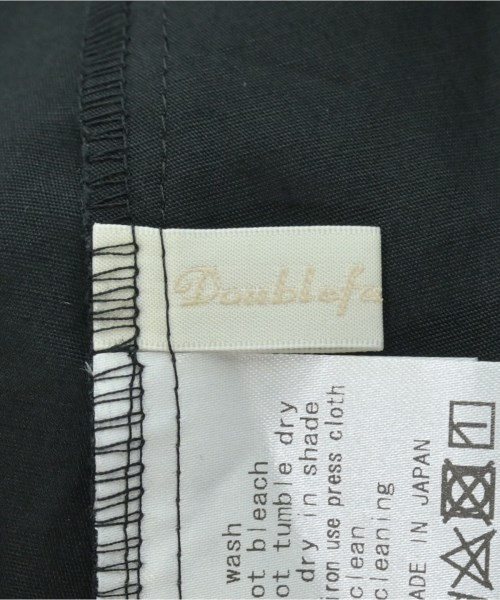 Doublefa
wash
ot bleach
ot tumble dry
dry in shade
iron use press cloth
clean
cleaning
ADE IN JAPAN